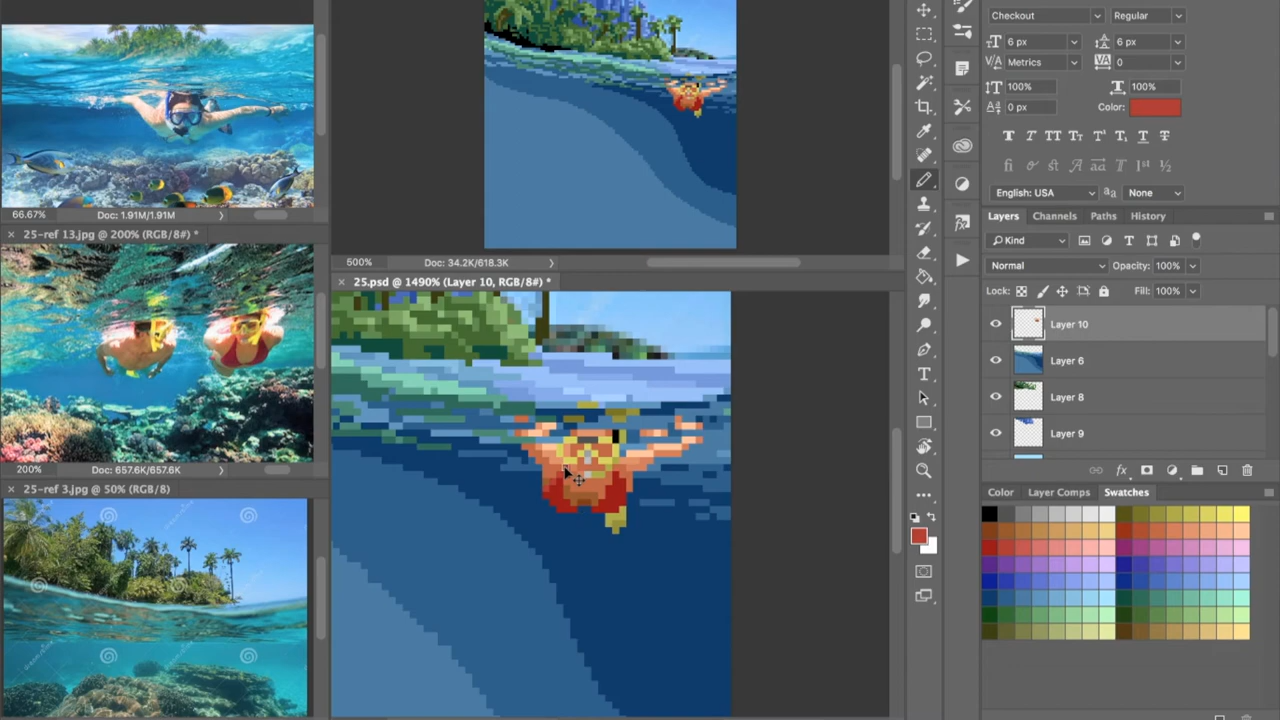 66.67% Doc: 1.91M/1.91M
× 25-ref 13.jpg @ 200% (RGB/8#) *
200% Doc: 657.6K/657.6K
× 25-ref 3.jpg @ 50% (RGB/8)
500% Doc: 34.2K/618.3K
× 25.psd @ 1490% (Layer 10, RGB/8#) *
Checkout Regular
6 px 6 px
Metrics 0
100% 100%
0 px Color:
English: USA aa None
Layers Channels Paths History
Kind
Normal Opacity: 100%
Lock: Fill: 100%
Layer 10
Layer 6
Layer 8
Layer 9
Color Layer Comps Swatches